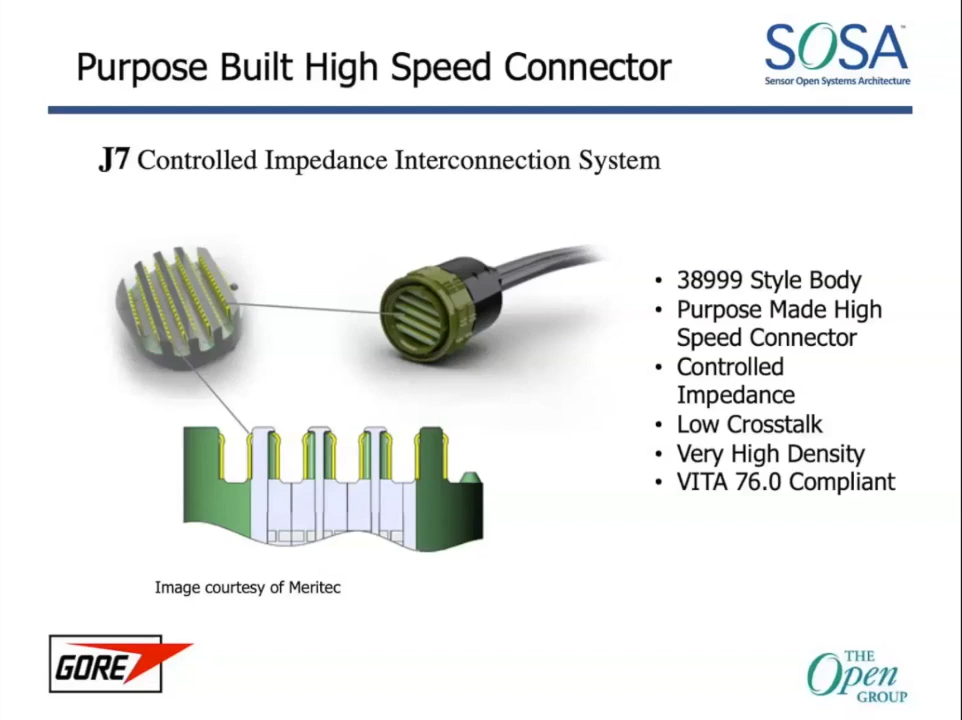 Purpose Built High Speed Connector
SOSA™
Sensor Open Systems Architecture
J7 Controlled Impedance Interconnection System
• 38999 Style Body
• Purpose Made High
Speed Connector
• Controlled
Impedance
• Low Crosstalk
• Very High Density
• VITA 76.0 Compliant
Image courtesy of Meritec
GORE
THE
Open
GROUP